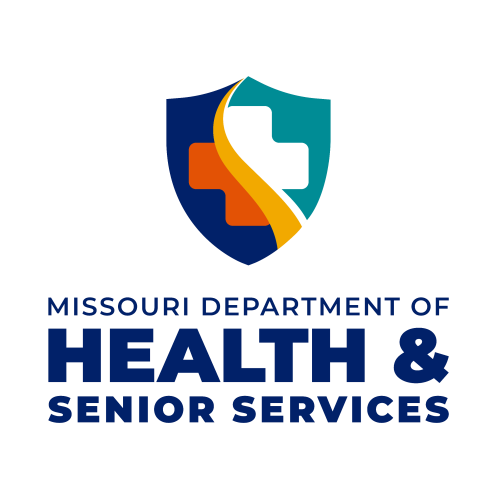 MISSOURI DEPARTMENT OF
HEALTH &
SENIOR SERVICES